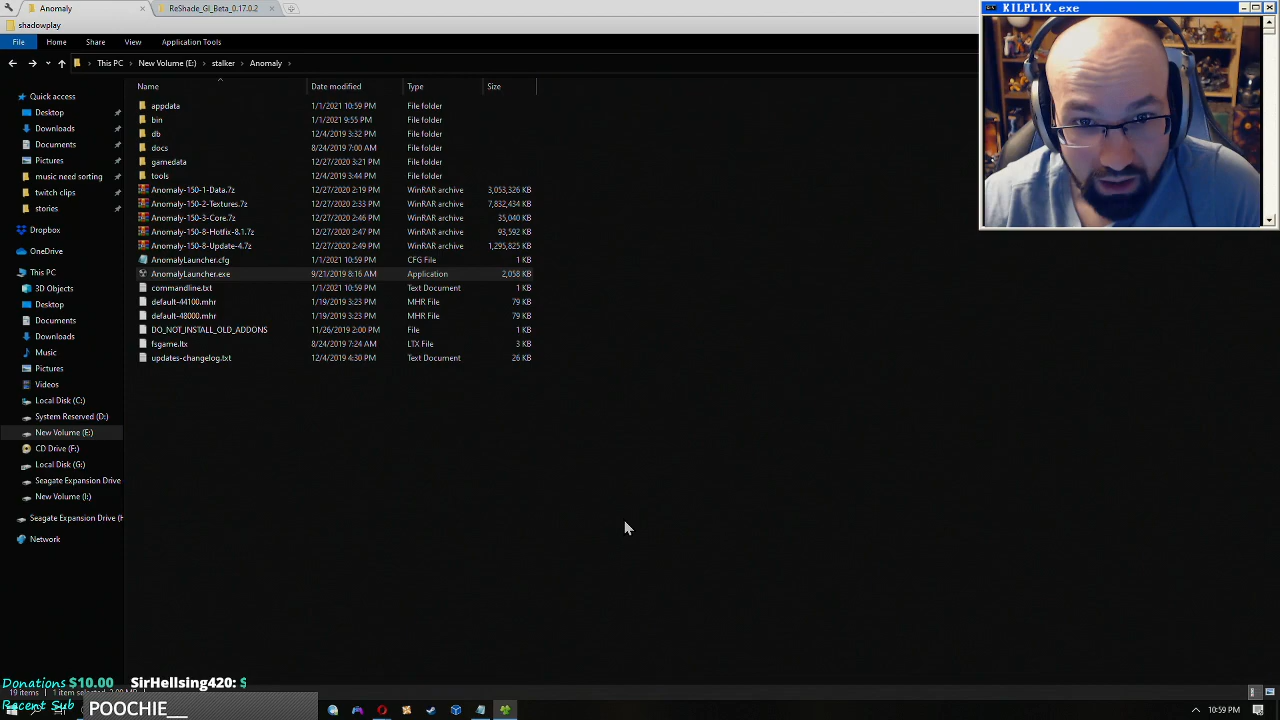 Anomaly
ReShade_GI_Beta_0.17.0.2
KILPLIX.exe
shadowplay
File Home Share View Application Tools
This PC New Volume (E:) stalker Anomaly
Name Date modified Type Size
Quick access
Desktop
Downloads
Documents
Pictures
music need sorting
twitch clips
stories
Dropbox
OneDrive
This PC
3D Objects
Desktop
Documents
Downloads
Music
Pictures
Videos
Local Disk (C:)
System Reserved (D:)
New Volume (E:)
CD Drive (F:)
Local Disk (G:)
Seagate Expansion Drive
New Volume (I:)
Seagate Expansion Drive (H
Network
appdata 1/1/2021 10:59 PM File folder
bin 1/1/2021 9:55 PM File folder
db 12/4/2019 3:32 PM File folder
docs 8/24/2019 7:00 AM File folder
gamedata 12/27/2020 3:21 PM File folder
tools 12/4/2019 3:44 PM File folder
Anomaly-150-1-Data.7z 12/27/2020 2:19 PM WinRAR archive 3,053,326 KB
Anomaly-150-2-Textures.7z 12/27/2020 2:33 PM WinRAR archive 7,832,434 KB
Anomaly-150-3-Core.7z 12/27/2020 2:46 PM WinRAR archive 35,040 KB
Anomaly-150-8-Hotfix-8.1.7z 12/27/2020 2:47 PM WinRAR archive 93,592 KB
Anomaly-150-8-Update-4.7z 12/27/2020 2:49 PM WinRAR archive 1,295,825 KB
AnomalyLauncher.cfg 1/1/2021 10:59 PM CFG File 1 KB
AnomalyLauncher.exe 9/21/2019 8:16 AM Application 2,058 KB
commandline.txt 1/1/2021 10:59 PM Text Document 1 KB
default-44100.mhr 1/19/2019 3:23 PM MHR File 79 KB
default-48000.mhr 1/19/2019 3:23 PM MHR File 79 KB
DO_NOT_INSTALL_OLD_ADDONS 11/26/2019 2:00 PM File 1 KB
fsgame.ltx 8/24/2019 7:24 AM LTX File 3 KB
updates-changelog.txt 12/4/2019 4:30 PM Text Document 26 KB
Donations $10.00 SirHellsing420: $
19 items 1 item selected
Recent Sub POOCHIE__
10:59 PM